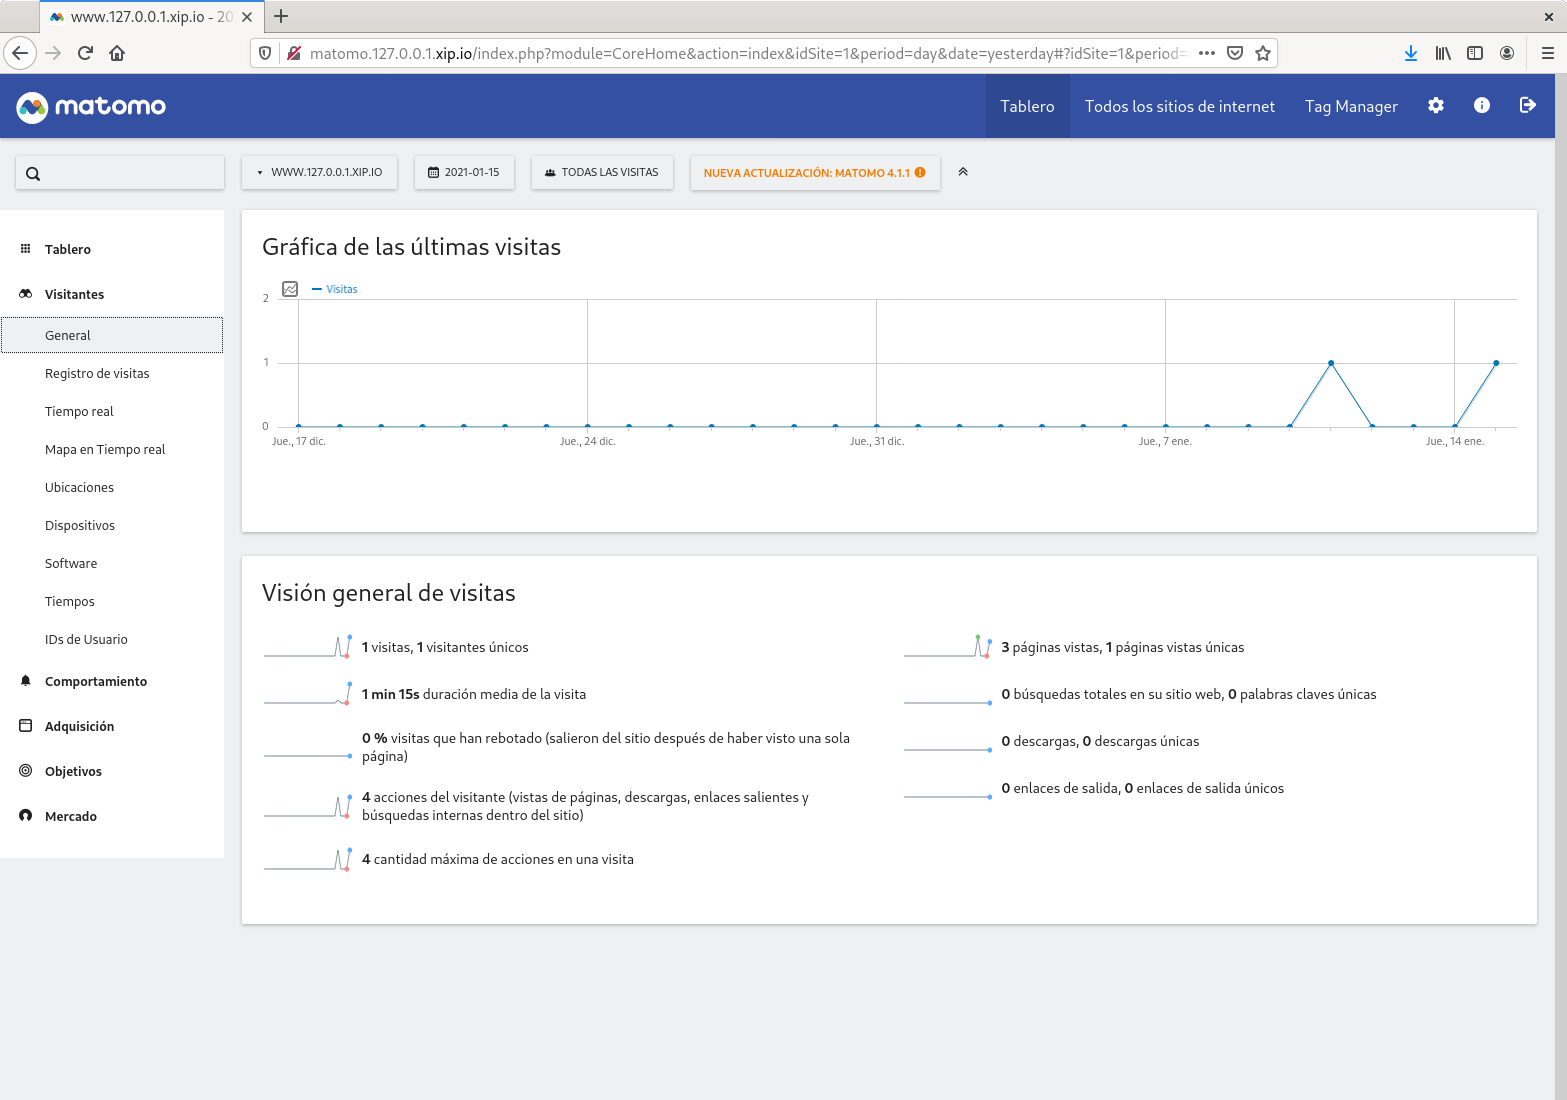 www.127.0.0.1.xip.io - 20
matomo.127.0.0.1.xip.io/index.php?module=CoreHome&action=index&idSite=1&period=day&date=yesterday#?idSite=1&period=
matomo
Tablero
Todos los sitios de internet
Tag Manager
WWW.127.0.0.1.XIP.IO
2021-01-15
TODAS LAS VISITAS
NUEVA ACTUALIZACIÓN: MATOMO 4.1.1
Tablero
Visitantes
General
Registro de visitas
Tiempo real
Mapa en Tiempo real
Ubicaciones
Dispositivos
Software
Tiempos
IDs de Usuario
Comportamiento
Adquisición
Objetivos
Mercado
Gráfica de las últimas visitas
Visitas
2
1
0
Jue., 17 dic.
Jue., 24 dic.
Jue., 31 dic.
Jue., 7 ene.
Jue., 14 ene.
Visión general de visitas
1 visitas, 1 visitantes únicos
1 min 15s duración media de la visita
0 % visitas que han rebotado (salieron del sitio después de haber visto una sola
página)
4 acciones del visitante (vistas de páginas, descargas, enlaces salientes y
búsquedas internas dentro del sitio)
4 cantidad máxima de acciones en una visita
3 páginas vistas, 1 páginas vistas únicas
0 búsquedas totales en su sitio web, 0 palabras claves únicas
0 descargas, 0 descargas únicas
0 enlaces de salida, 0 enlaces de salida únicos